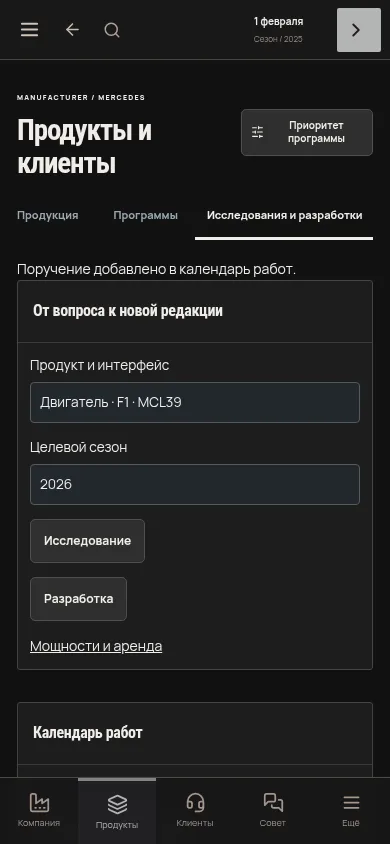 1 февраля
Сезон / 2025
MANUFACTURER / MERCEDES
Продукты и
клиенты
Приоритет
программы
Продукция
Программы
Исследования и разработки
Поручение добавлено в календарь работ.
От вопроса к новой редакции
Продукт и интерфейс
Двигатель · F1 · MCL39
Целевой сезон
2026
Исследование
Разработка
Мощности и аренда
Календарь работ
Компания
Продукты
Клиенты
Совет
Ещё